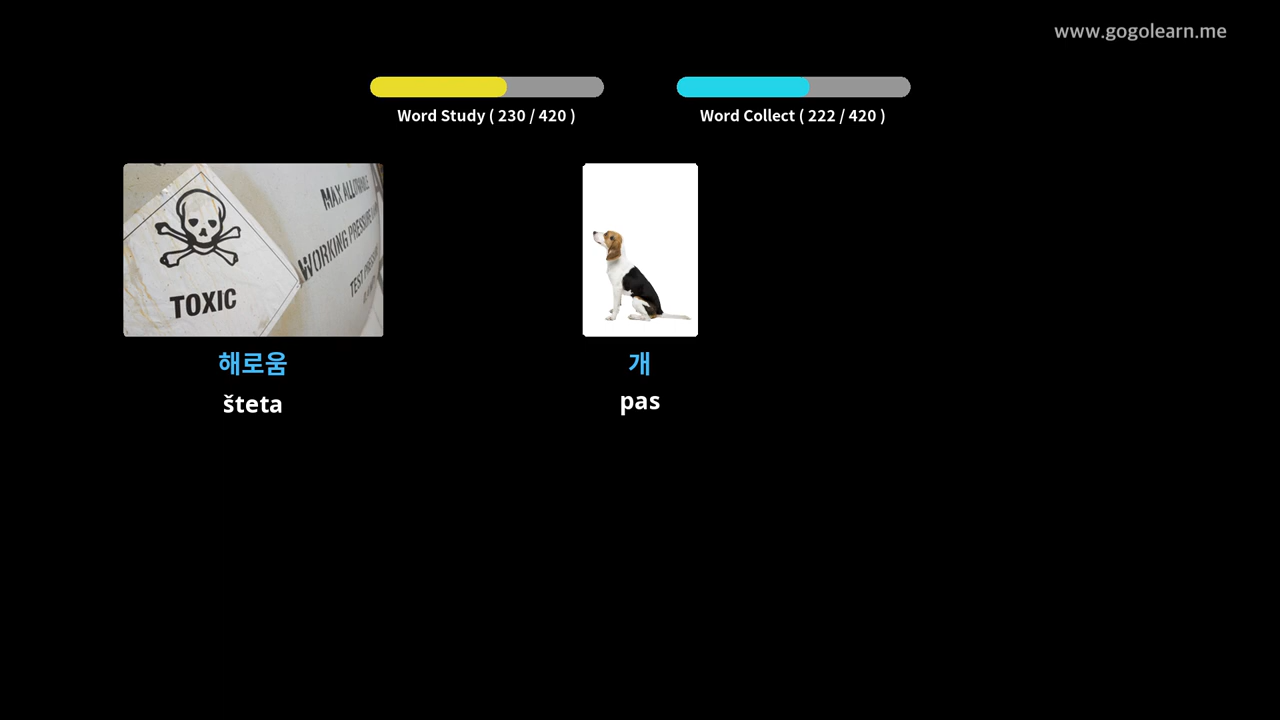 www.gogolearn.me
Word Study ( 230 / 420 )
Word Collect ( 222 / 420 )
MAX ALLOWABLE
WORKING PRESSURE
TEST PRESSURE
TOXIC
해로움
šteta
개
pas